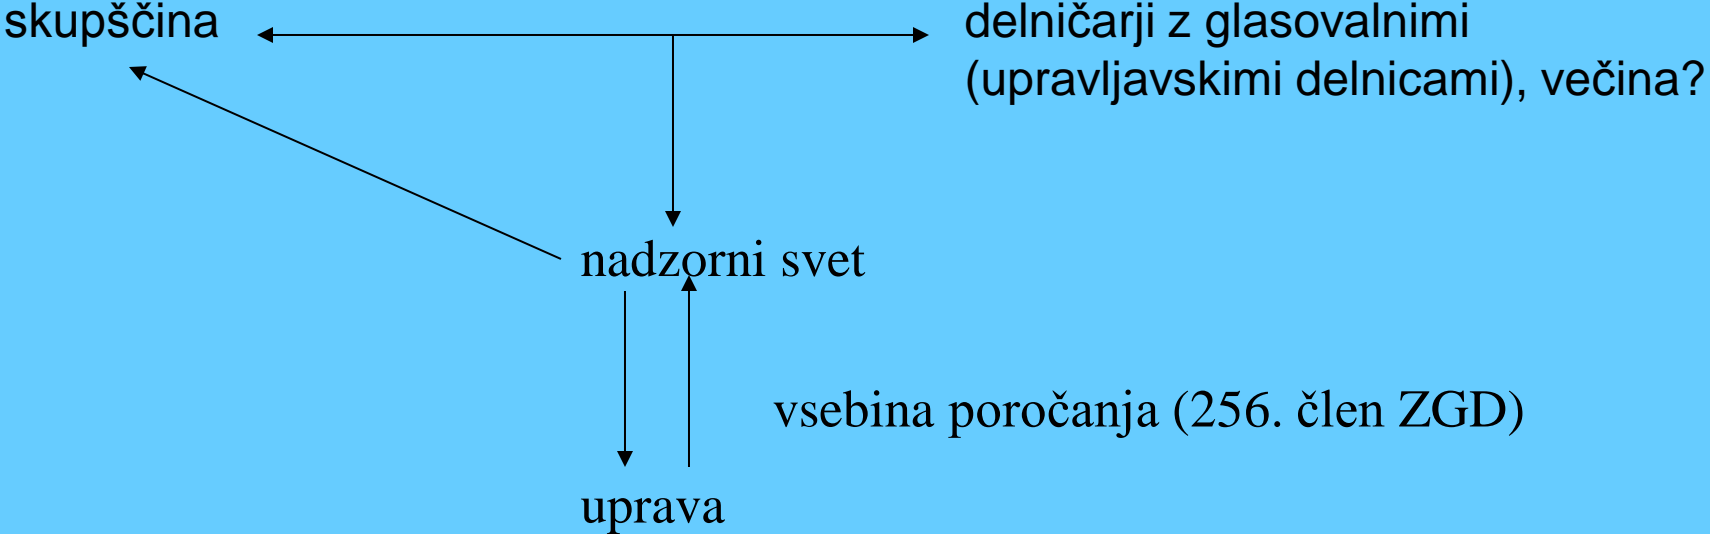 skupščina
delničarji z glasovalnimi
(upravljavskimi delnicami), večina?
nadzorni svet
vsebina poročanja (256. člen ZGD)
uprava